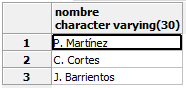 nombre
character varying(30)
1 P. Martínez
2 C. Cortes
3 J. Barrientos